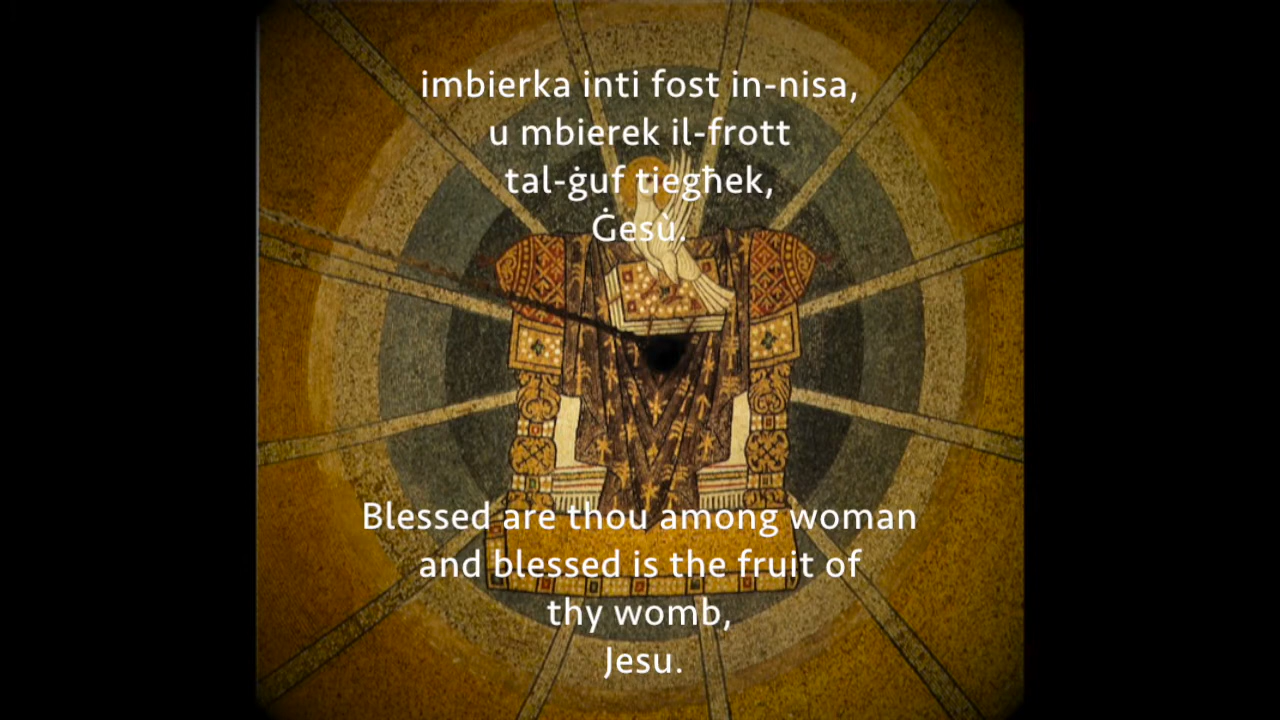 imbierka inti fost in-nisa,
u mbierek il-frott
tal-ġuf tiegħek,
Ġesù.
Blessed are thou among woman
and blessed is the fruit of
thy womb,
Jesu.